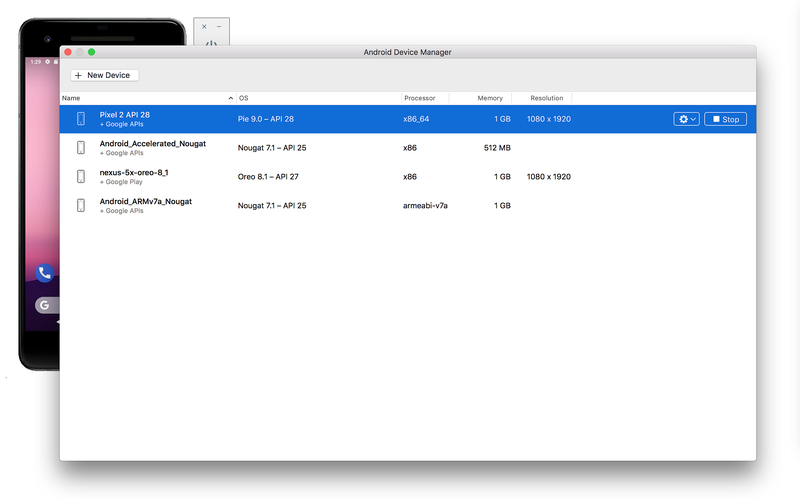 Android Device Manager
+ New Device
Name OS Processor Memory Resolution
Pixel 2 API 28
+ Google APIs
Pie 9.0 – API 28 x86_64 1 GB 1080 x 1920 Stop
Android_Accelerated_Nougat
+ Google APIs
Nougat 7.1 – API 25 x86 512 MB
nexus-5x-oreo-8_1
+ Google Play
Oreo 8.1 – API 27 x86 1 GB 1080 x 1920
Android_ARMv7a_Nougat
+ Google APIs
Nougat 7.1 – API 25 armeabi-v7a 1 GB
1:29
G